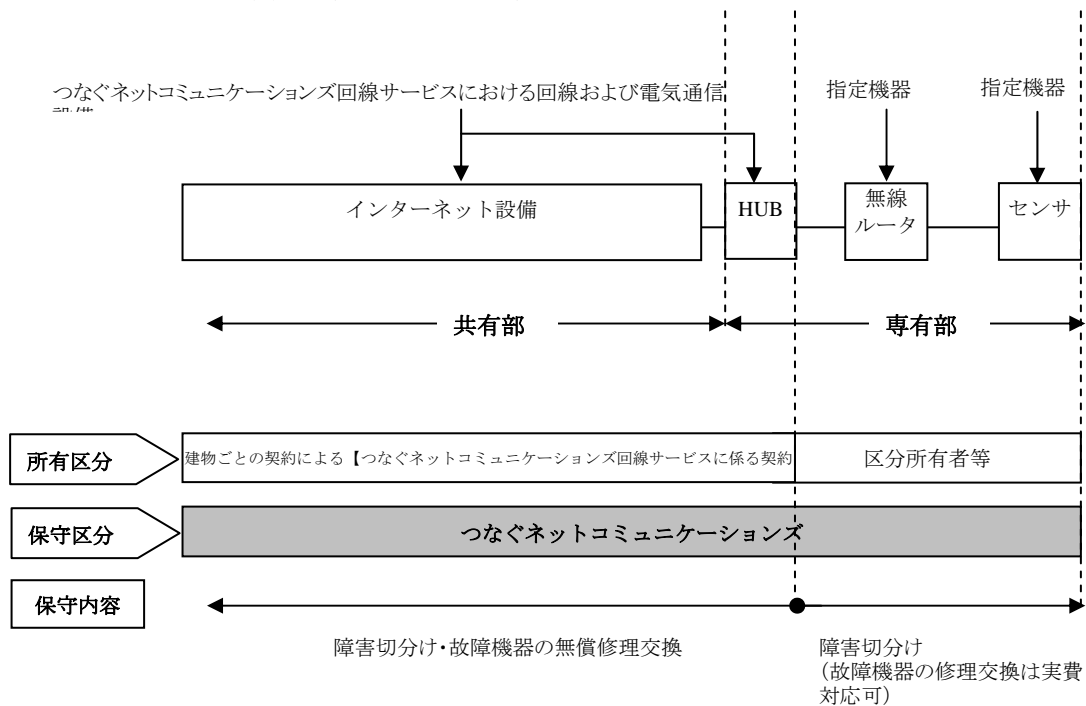 つなぐネットコミュニケーションズ回線サービスにおける回線および電気通信
指定機器
指定機器
インターネット設備
HUB
無線
ルータ
センサ
共有部
専有部
所有区分
建物ごとの契約による【つなぐネットコミュニケーションズ回線サービスに係る契約
区分所有者等
保守区分
つなぐネットコミュニケーションズ
保守内容
障害切分け・故障機器の無償修理交換
障害切分け
（故障機器の修理交換は実費
対応可）